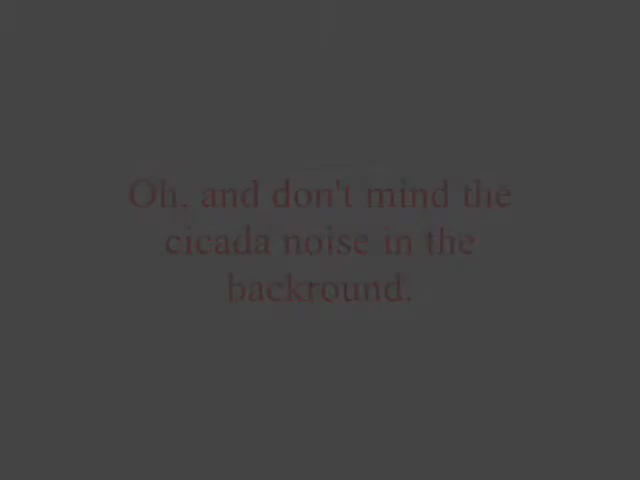 Oh, and don't mind the
cicada noise in the
backround.